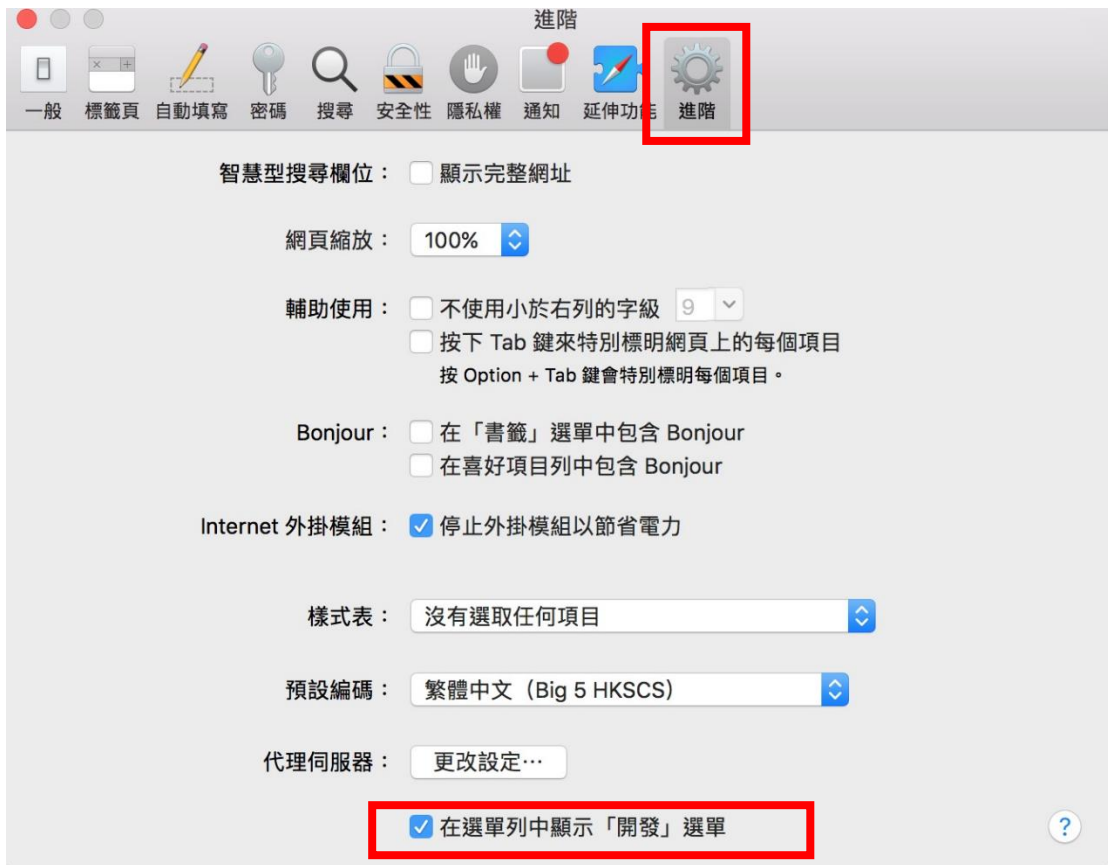 進階
一般 標籤頁 自動填寫 密碼 搜尋 安全性 隱私權 通知 延伸功能 進階
智慧型搜尋欄位： 顯示完整網址
網頁縮放： 100%
輔助使用： 不使用小於右列的字級 9
按下 Tab 鍵來特別標明網頁上的每個項目
按 Option + Tab 鍵會特別標明每個項目。
Bonjour： 在「書籤」選單中包含 Bonjour
在喜好項目列中包含 Bonjour
Internet 外掛模組： 停止外掛模組以節省電力
樣式表： 沒有選取任何項目
預設編碼： 繁體中文（Big 5 HKSCS）
代理伺服器： 更改設定⋯
在選單列中顯示「開發」選單 ?